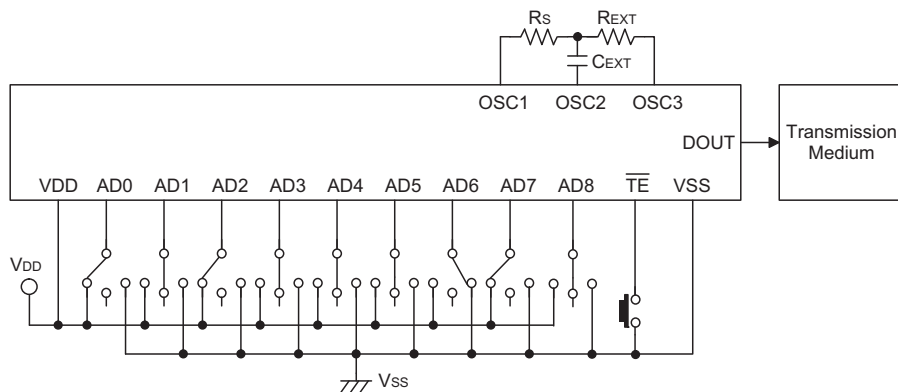 RS REXT
CEXT
OSC1 OSC2 OSC3
DOUT
Transmission
Medium
VDD AD0 AD1 AD2 AD3 AD4 AD5 AD6 AD7 AD8 TE VSS
VDD
VSS